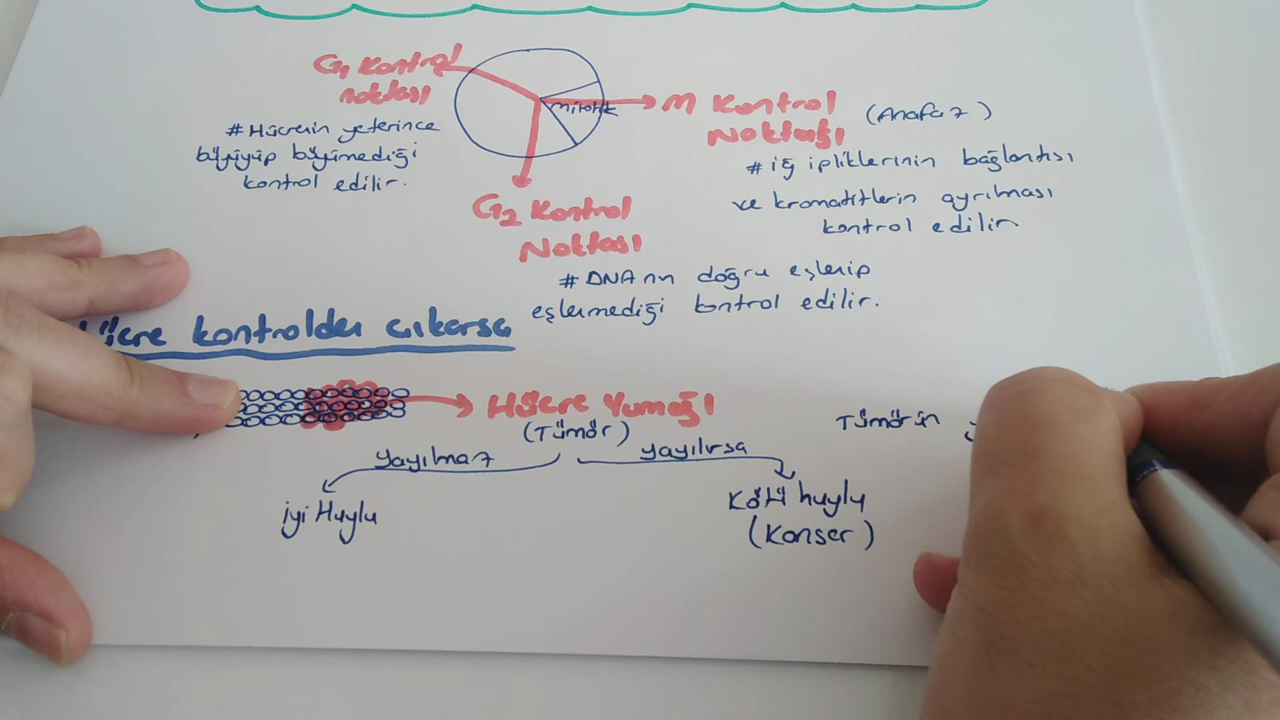 G1 Kontrol
noktası
# Hücrenin yeterince
büyüyüp büyümediği
kontrol edilir.
mitotik
M Kontrol
Noktası
(Anafaz)
# iğ ipliklerinin bağlantısı
ve kromatitlerin ayrılması
kontrol edilir
G2 Kontrol
Noktası
# DNA nın doğru eşlenip
eşlenmediği kontrol edilir.
kontrolden çıkarsa
Hücre Yumağı
(Tümör)
Tümörün
yayılmaz
yayılırsa
iyi Huylu
Kötü huylu
(Kanser)